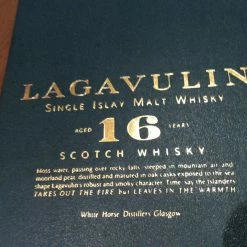 LAGAVULIN
SINGLE ISLAY MALT WHISKY
AGED 16 YEARS
SCOTCH WHISKY
Moss water, passing over rocky falls, steeped in mountain air and
moorland peat, distilled and matured in oak casks exposed to the sea
shape Lagavulin's robust and smoky character. Time, say the Islanders
TAKES OUT THE FIRE but LEAVES IN THE WARMTH
White Horse Distillers Glasgow